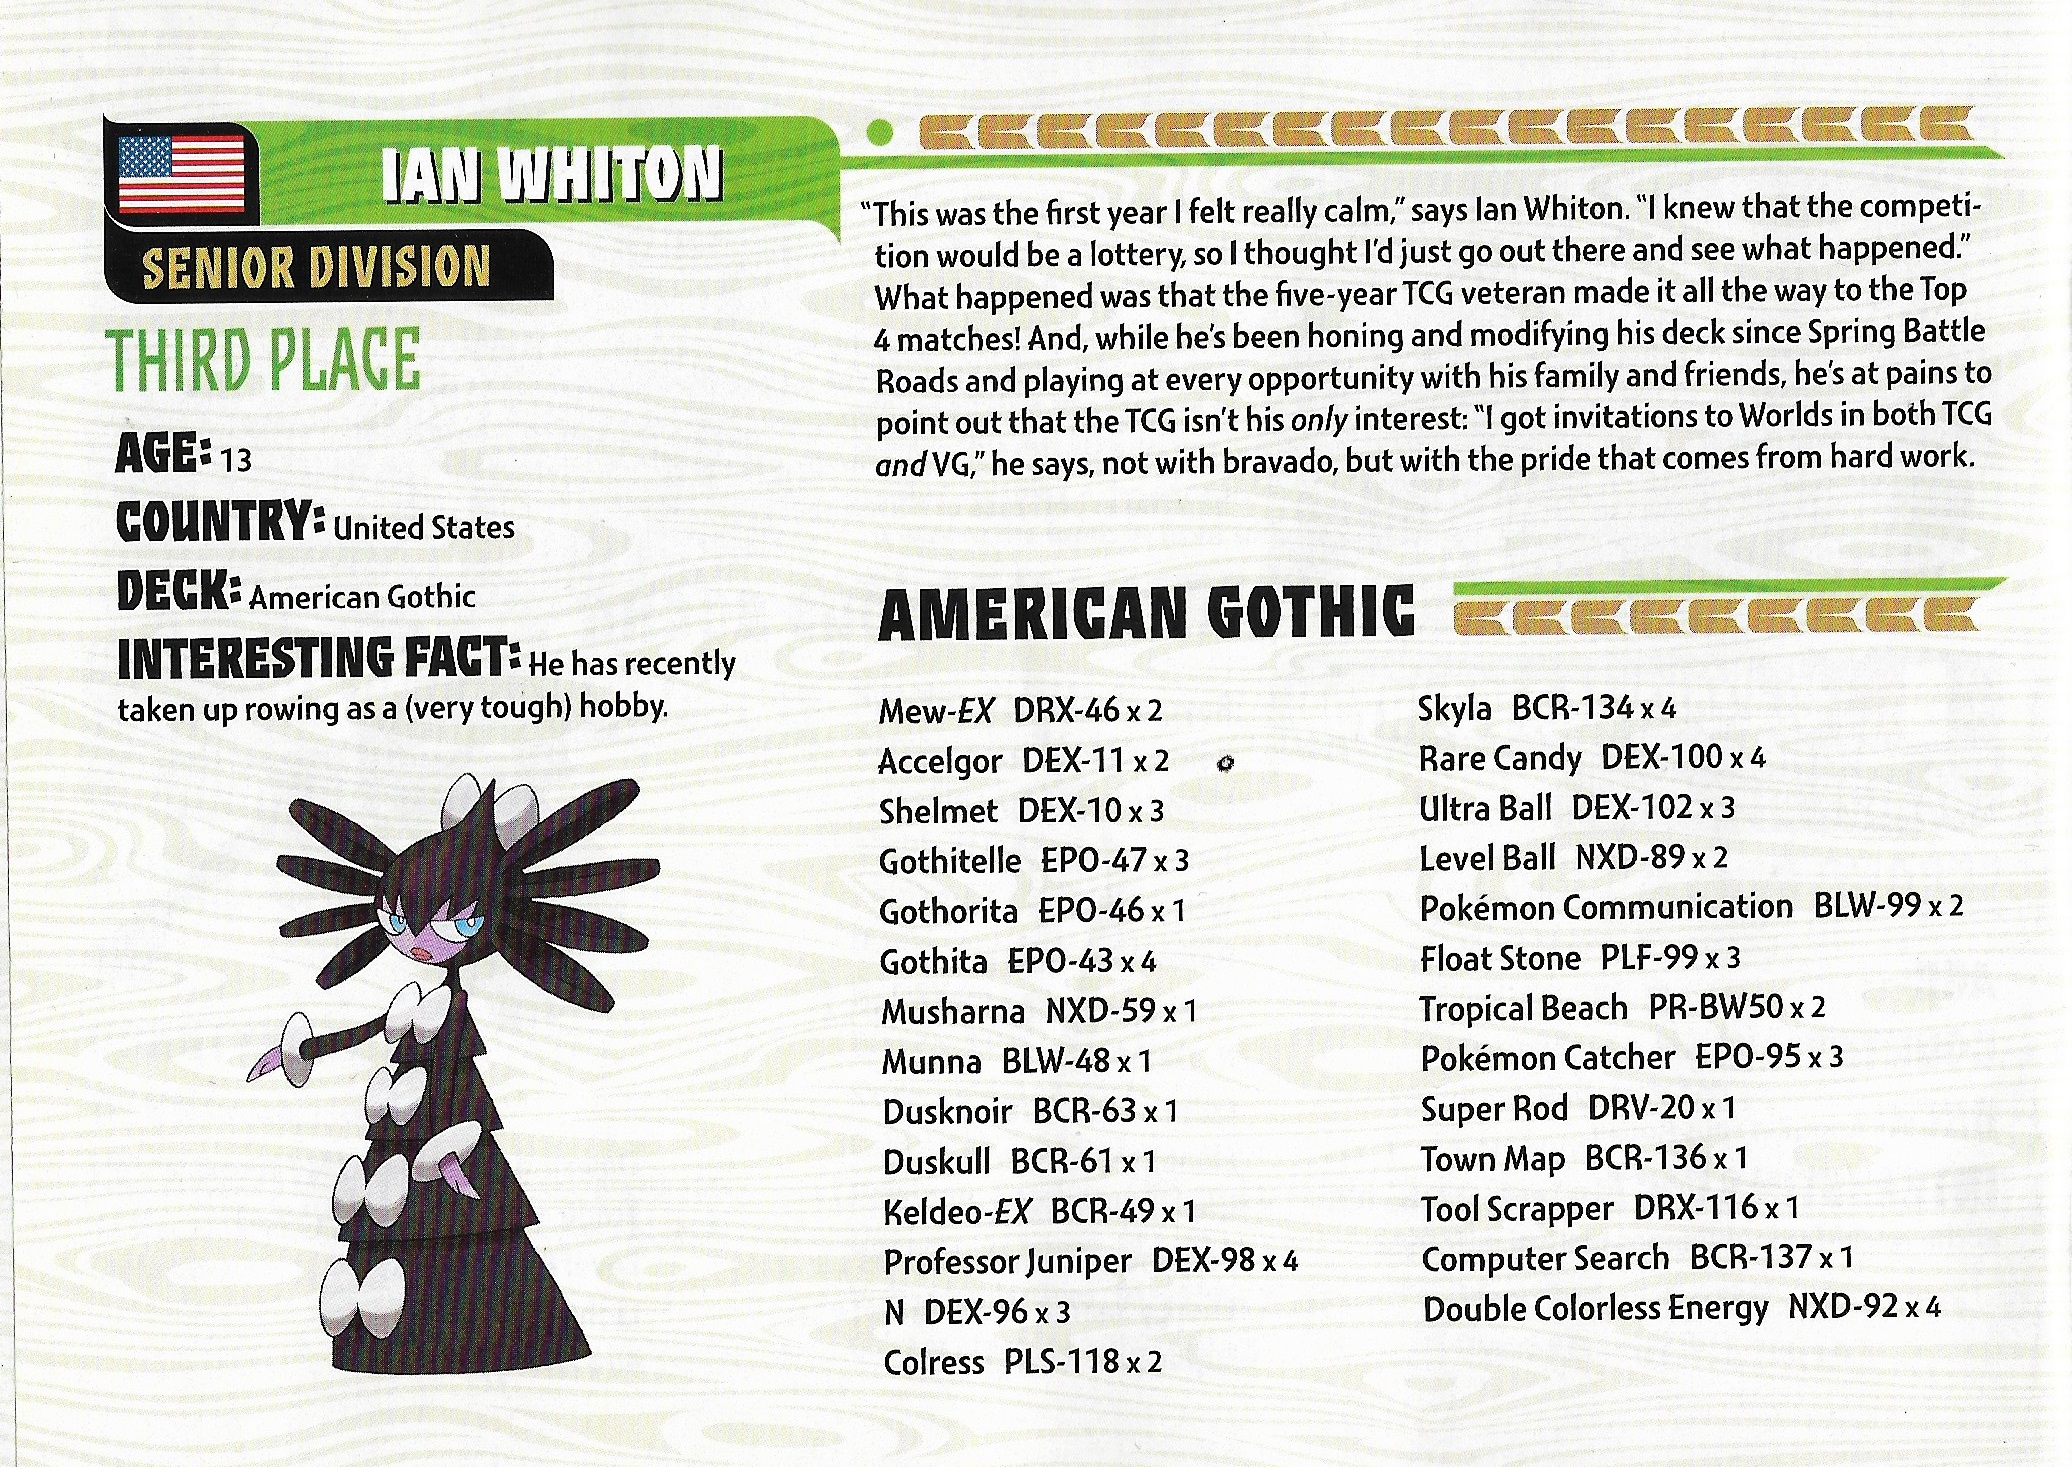 IAN WHITON
SENIOR DIVISION
THIRD PLACE
AGE: 13
COUNTRY: United States
DECK: American Gothic
INTERESTING FACT: He has recently
taken up rowing as a (very tough) hobby.
“This was the first year I felt really calm,” says Ian Whiton. “I knew that the competi-
tion would be a lottery, so I thought I’d just go out there and see what happened.”
What happened was that the five-year TCG veteran made it all the way to the Top
4 matches! And, while he’s been honing and modifying his deck since Spring Battle
Roads and playing at every opportunity with his family and friends, he’s at pains to
point out that the TCG isn’t his only interest: “I got invitations to Worlds in both TCG
and VG,” he says, not with bravado, but with the pride that comes from hard work.
AMERICAN GOTHIC
Mew-EX DRX-46 x 2
Accelgor DEX-11 x 2
Shelmet DEX-10 x 3
Gothitelle EPO-47 x 3
Gothorita EPO-46 x 1
Gothita EPO-43 x 4
Musharna NXD-59 x 1
Munna BLW-48 x 1
Dusknoir BCR-63 x 1
Duskull BCR-61 x 1
Keldeo-EX BCR-49 x 1
Professor Juniper DEX-98 x 4
N DEX-96 x 3
Colress PLS-118 x 2
Skyla BCR-134 x 4
Rare Candy DEX-100 x 4
Ultra Ball DEX-102 x 3
Level Ball NXD-89 x 2
Pokémon Communication BLW-99 x 2
Float Stone PLF-99 x 3
Tropical Beach PR-BW50 x 2
Pokémon Catcher EPO-95 x 3
Super Rod DRV-20 x 1
Town Map BCR-136 x 1
Tool Scrapper DRX-116 x 1
Computer Search BCR-137 x 1
Double Colorless Energy NXD-92 x 4